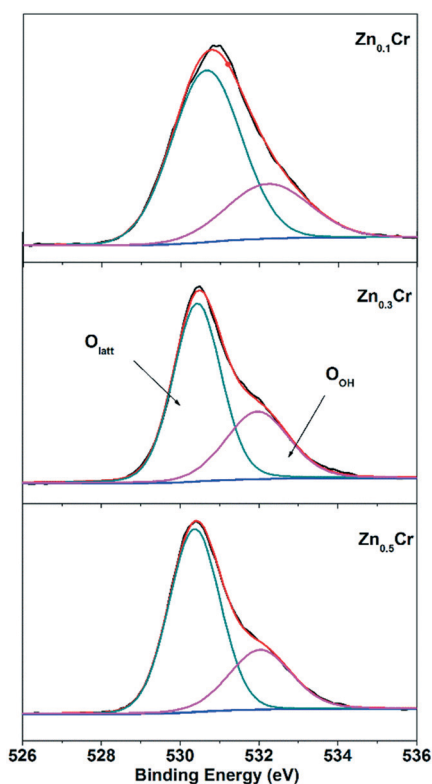 Zn0.1Cr
Zn0.3Cr
Olatt
OOH
Zn0.5Cr
526 528 530 532 534 536
Binding Energy (eV)